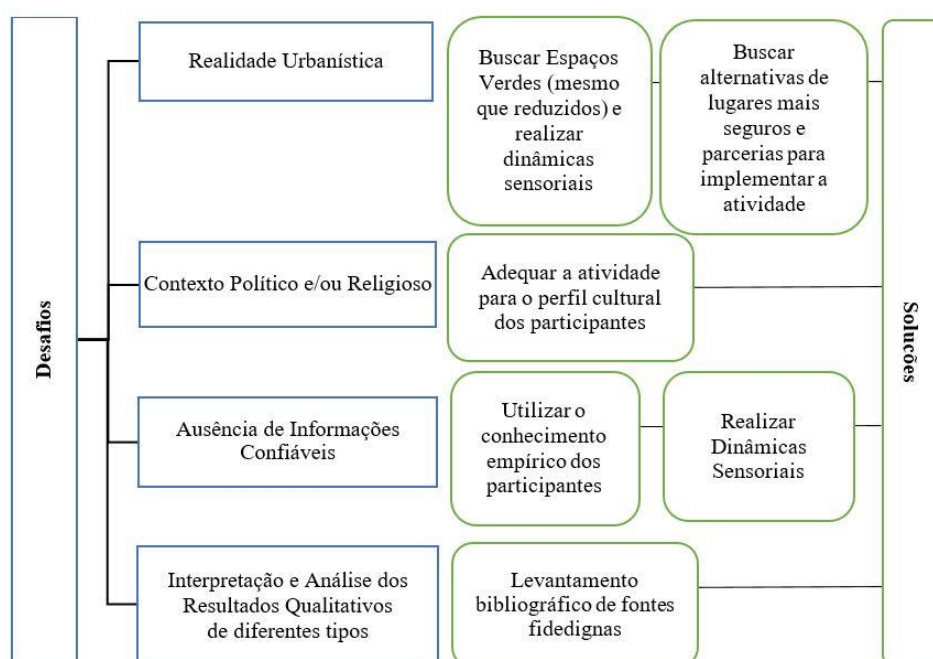 Desafios
Realidade Urbanística
Buscar Espaços
Verdes (mesmo
que reduzidos) e
realizar
dinâmicas
sensoriais
Buscar
alternativas de
lugares mais
seguros e
parcerias para
implementar a
atividade
Contexto Político e/ou Religioso
Adequar a atividade
para o perfil cultural
dos participantes
Ausência de Informações
Confiáveis
Utilizar o
conhecimento
empírico dos
participantes
Realizar
Dinâmicas
Sensoriais
Interpretação e Análise dos
Resultados Qualitativos
de diferentes tipos
Levantamento
bibliográfico de fontes
fidedignas
Soluções